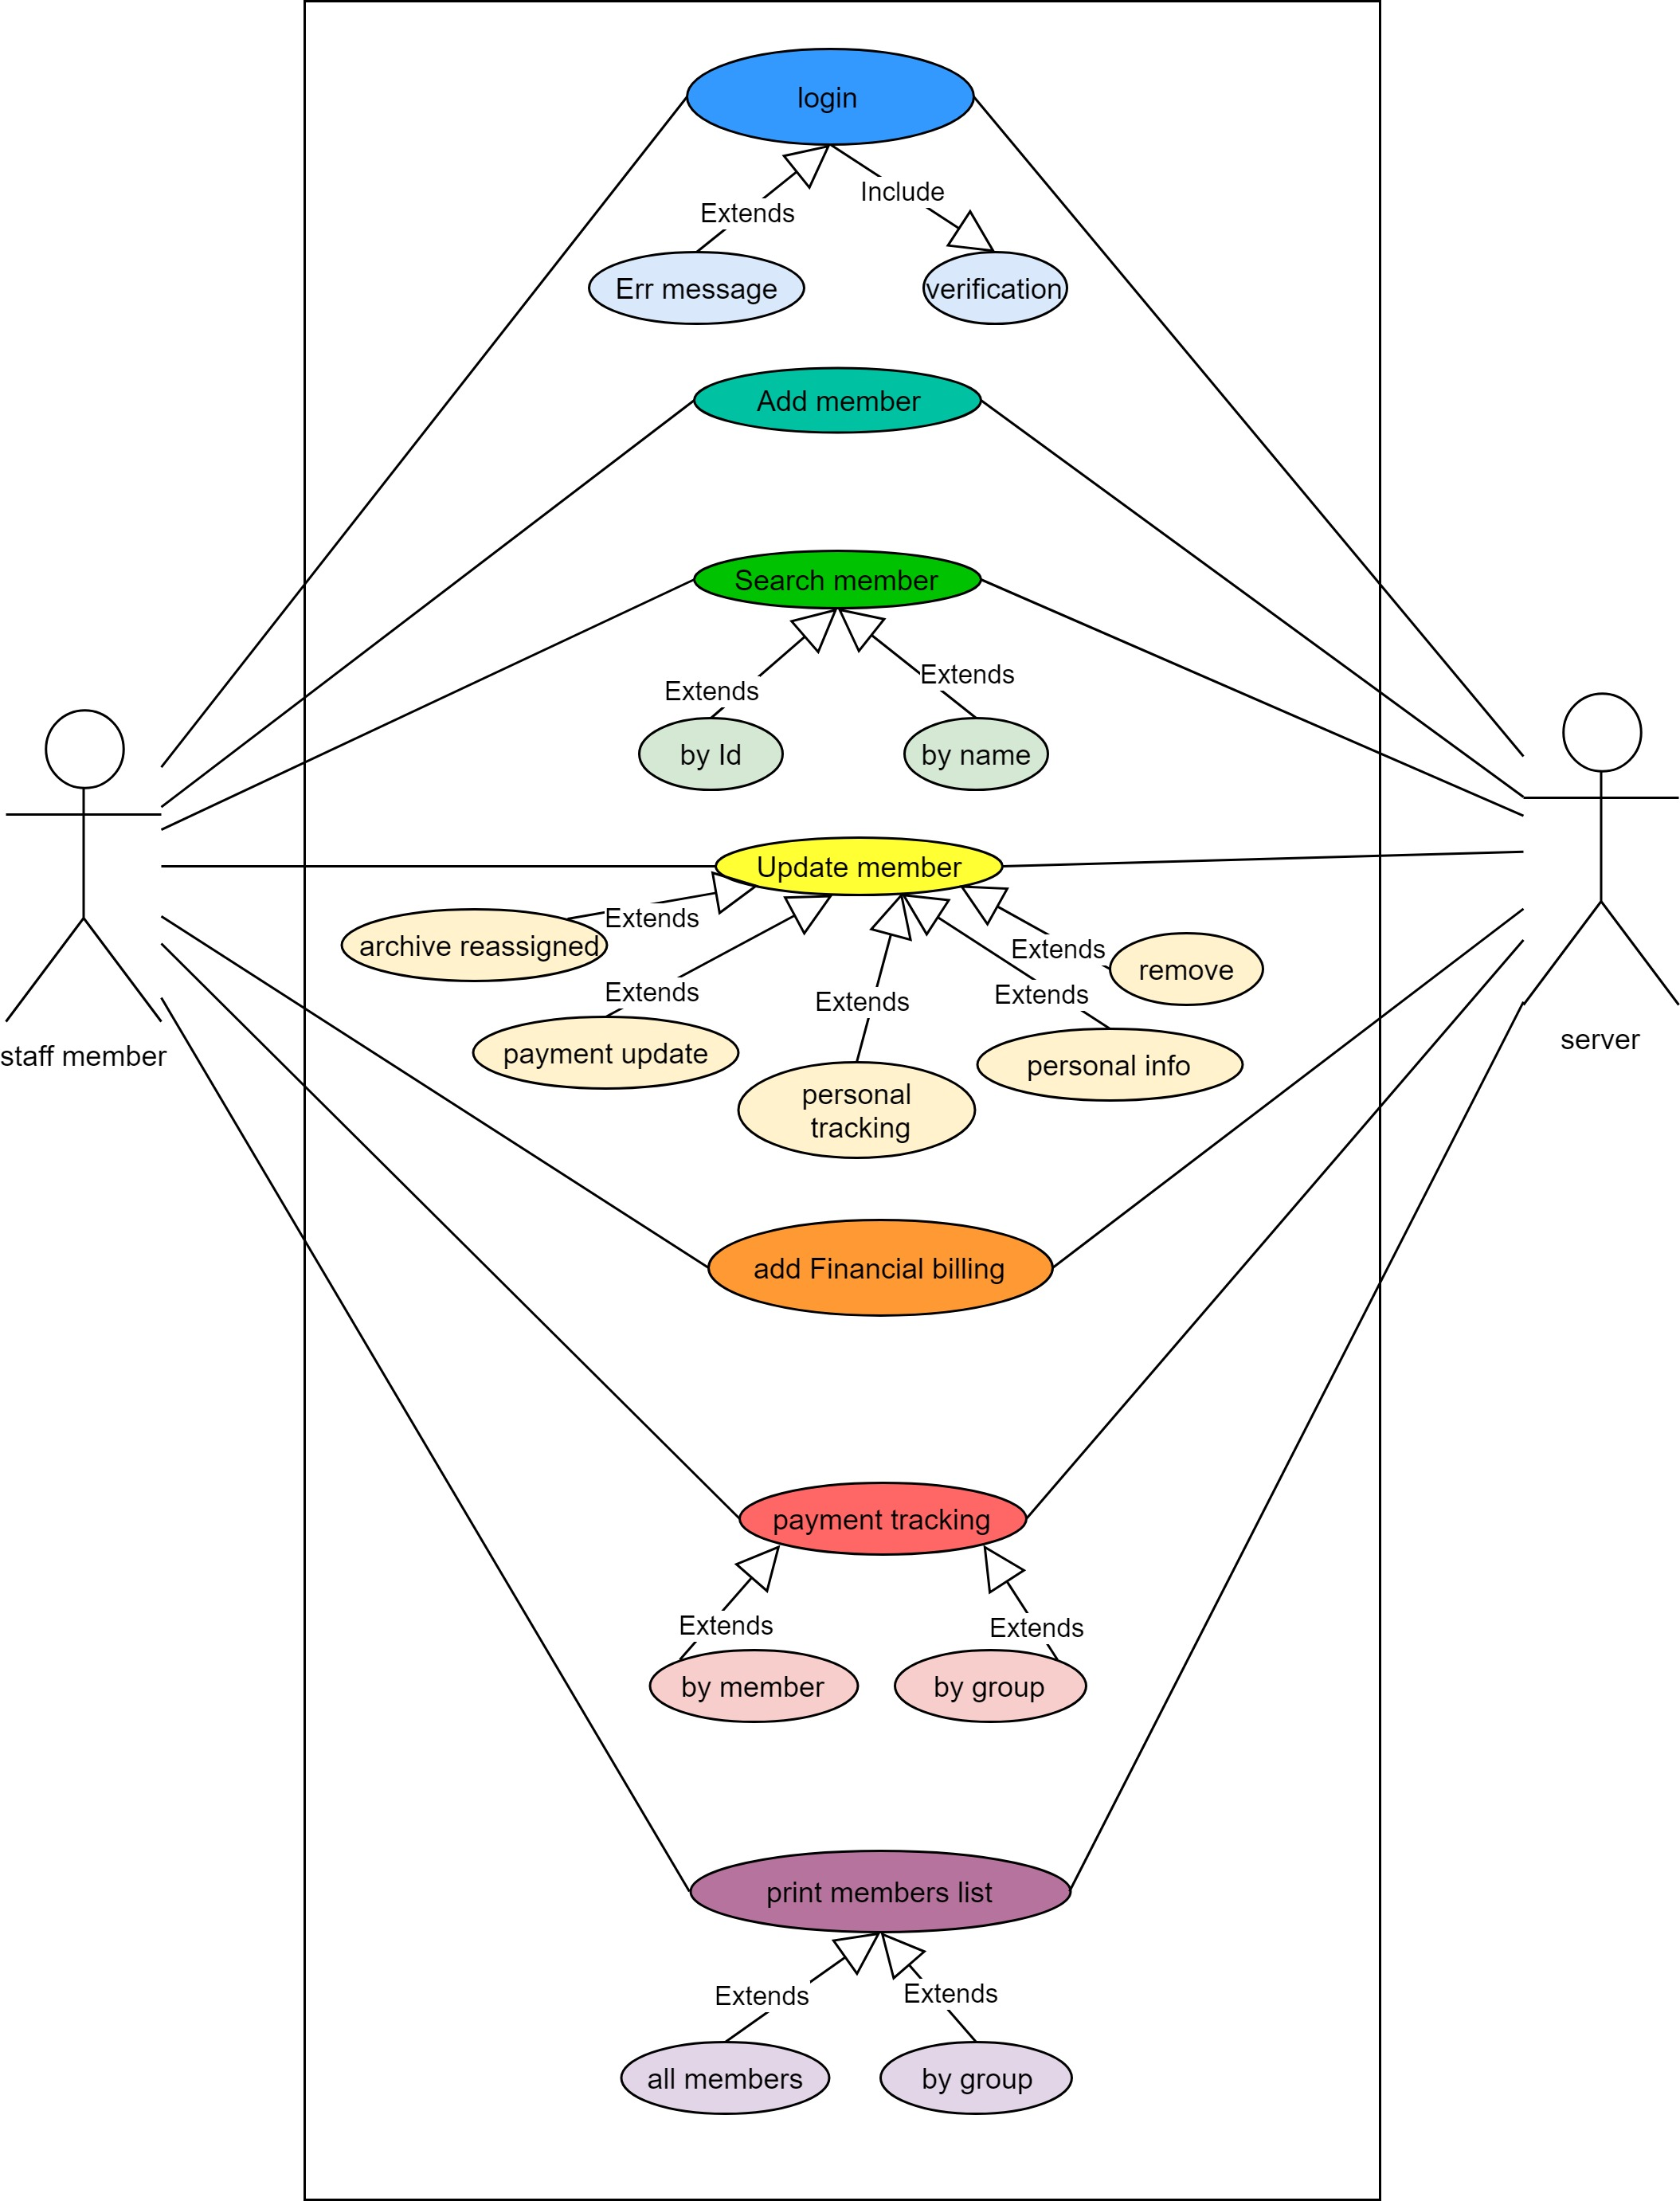 login
Include
Extends
Err message
verification
Add member
Search member
Extends
Extends
by Id
by name
Update member
Extends
archive reassigned
Extends
remove
Extends
Extends
Extends
payment update
personal info
personal
tracking
staff member
server
add Financial billing
payment tracking
Extends
Extends
by member
by group
print members list
Extends
Extends
all members
by group